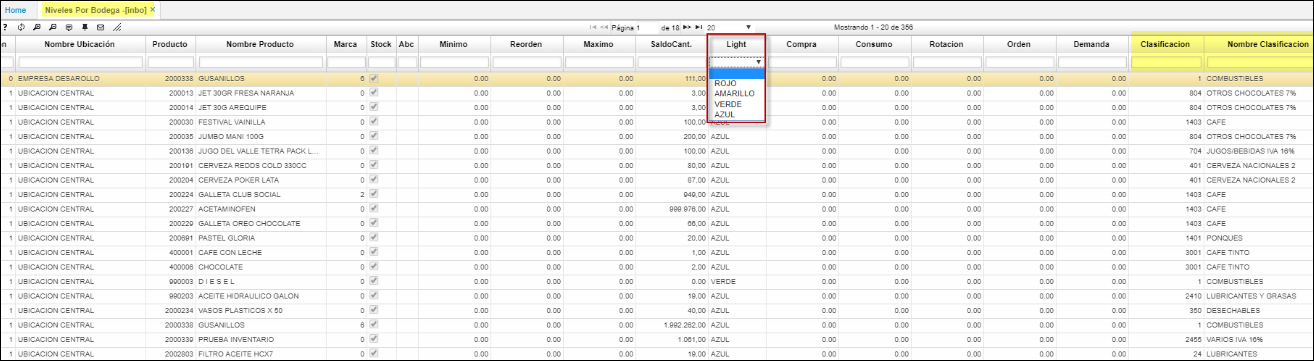 Home Niveles Por Bodega -[inbo] ×
? Página 1 de 18 20 Mostrando 1 - 20 de 356
on Nombre Ubicación Producto Nombre Producto Marca Stock Abc Minimo Reorden Maximo SaldoCant. Light Compra Consumo Rotacion Orden Demanda Clasificacion Nombre Clasificacion
0 EMPRESA DESAROLLO 2000338 GUSANILLOS 6 0.00 0.00 0.00 111,00 0.00 0.00 0.00 0.00 0.00 1 COMBUSTIBLES
ROJO
1 UBICACION CENTRAL 200013 JET 30GR FRESA NARANJA 0 0.00 0.00 0.00 3,00 AMARILLO 0.00 0.00 0.00 0.00 0.00 804 OTROS CHOCOLATES 7%
1 UBICACION CENTRAL 200014 JET 30G AREQUIPE 0 0.00 0.00 0.00 3,00 VERDE 0.00 0.00 0.00 0.00 0.00 804 OTROS CHOCOLATES 7%
AZUL
1 UBICACION CENTRAL 200030 FESTIVAL VAINILLA 0 0.00 0.00 0.00 100,00 AZUL 0.00 0.00 0.00 0.00 0.00 1403 CAFE
1 UBICACION CENTRAL 200035 JUMBO MANI 100G 0 0.00 0.00 0.00 200,00 AZUL 0.00 0.00 0.00 0.00 0.00 804 OTROS CHOCOLATES 7%
1 UBICACION CENTRAL 200136 JUGO DEL VALLE TETRA PACK L... 0 0.00 0.00 0.00 100,00 AZUL 0.00 0.00 0.00 0.00 0.00 704 JUGOS/BEBIDAS IVA 16%
1 UBICACION CENTRAL 200191 CERVEZA REDDS COLD 330CC 0 0.00 0.00 0.00 80,00 AZUL 0.00 0.00 0.00 0.00 0.00 401 CERVEZA NACIONALES 2
1 UBICACION CENTRAL 200204 CERVEZA POKER LATA 0 0.00 0.00 0.00 87,00 AZUL 0.00 0.00 0.00 0.00 0.00 401 CERVEZA NACIONALES 2
1 UBICACION CENTRAL 200224 GALLETA CLUB SOCIAL 2 0.00 0.00 0.00 949,00 AZUL 0.00 0.00 0.00 0.00 0.00 1403 CAFE
1 UBICACION CENTRAL 200227 ACETAMINOFEN 0 0.00 0.00 0.00 999.976,00 AZUL 0.00 0.00 0.00 0.00 0.00 1403 CAFE
1 UBICACION CENTRAL 200229 GALLETA OREO CHOCOLATE 0 0.00 0.00 0.00 66,00 AZUL 0.00 0.00 0.00 0.00 0.00 1403 CAFE
1 UBICACION CENTRAL 200691 PASTEL GLORIA 0 0.00 0.00 0.00 20,00 AZUL 0.00 0.00 0.00 0.00 0.00 1401 PONQUES
1 UBICACION CENTRAL 400001 CAFE CON LECHE 0 0.00 0.00 0.00 1,00 AZUL 0.00 0.00 0.00 0.00 0.00 3001 CAFE TINTO
1 UBICACION CENTRAL 400006 CHOCOLATE 0 0.00 0.00 0.00 2,00 AZUL 0.00 0.00 0.00 0.00 0.00 3001 CAFE TINTO
1 UBICACION CENTRAL 990003 D I E S E L 0 0.00 0.00 0.00 0.00 VERDE 0.00 0.00 0.00 0.00 0.00 1 COMBUSTIBLES
1 UBICACION CENTRAL 990203 ACEITE HIDRAULICO GALON 0 0.00 0.00 0.00 19,00 AZUL 0.00 0.00 0.00 0.00 0.00 2410 LUBRICANTES Y GRASAS
1 UBICACION CENTRAL 2000234 VASOS PLASTICOS X 50 0 0.00 0.00 0.00 40,00 AZUL 0.00 0.00 0.00 0.00 0.00 350 DESECHABLES
1 UBICACION CENTRAL 2000338 GUSANILLOS 6 0.00 0.00 0.00 1.992.262,00 AZUL 0.00 0.00 0.00 0.00 0.00 1 COMBUSTIBLES
1 UBICACION CENTRAL 2000339 PRUEBA INVENTARIO 0 0.00 0.00 0.00 1.061,00 AZUL 0.00 0.00 0.00 0.00 0.00 2455 VARIOS IVA 16%
1 UBICACION CENTRAL 2002803 FILTRO ACEITE HCX7 0 0.00 0.00 0.00 19,00 AZUL 0.00 0.00 0.00 0.00 0.00 24 LUBRICANTES